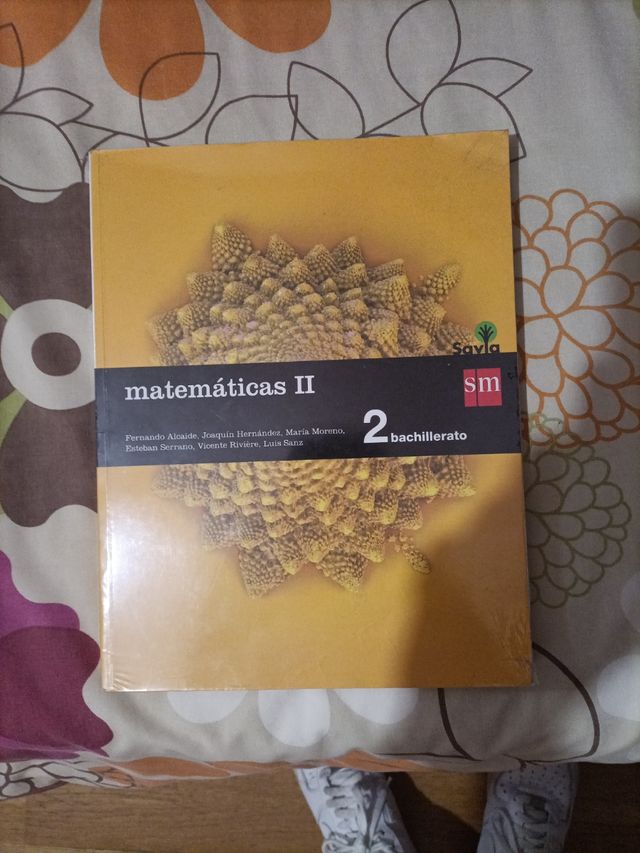 Savia
matemáticas II
sm
Fernando Alcaide, Joaquín Hernández, María Moreno,
Esteban Serrano, Vicente Rivière, Luis Sanz
2 bachillerato